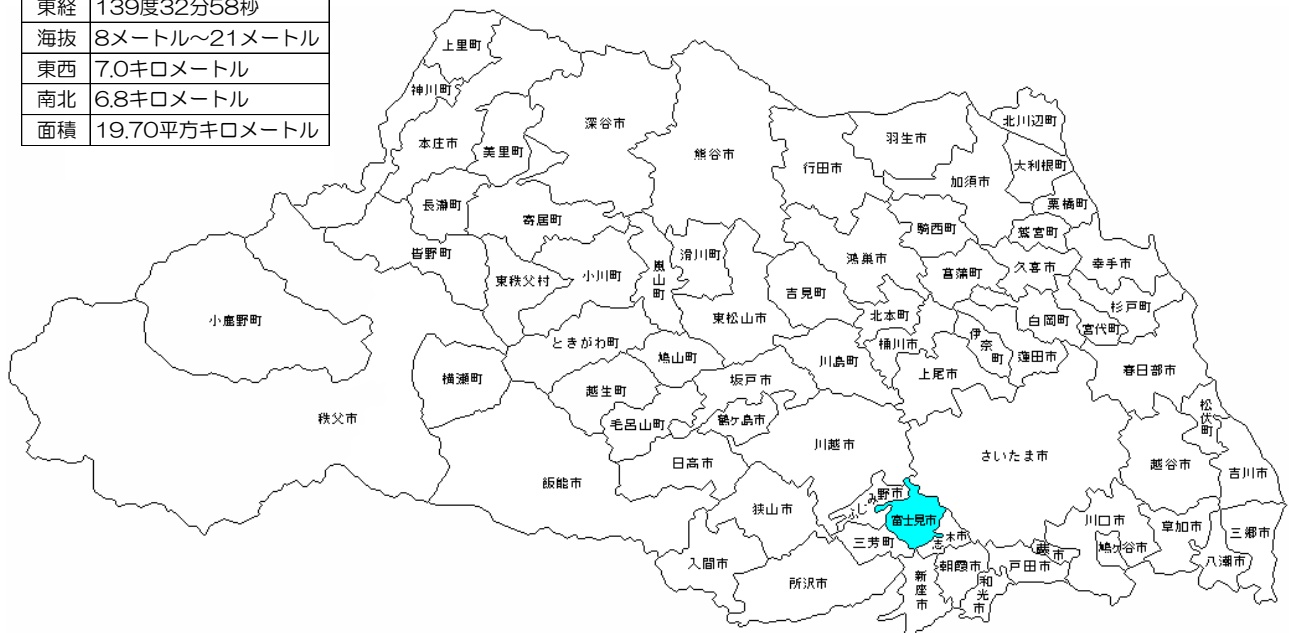 東経 139度32分58秒
海抜 8メートル～21メートル
東西 7.0キロメートル
南北 6.8キロメートル
面積 19.70平方キロメートル
上里町
神川町
本庄市
美里町
深谷市
熊谷市
行田市
羽生市
北川辺町
大利根町
加須市
栗橋町
長瀞町
寄居町
皆野町
騎西町
鷲宮町
東秩父村
小川町
嵐山町
滑川町
鴻巣市
菖蒲町
久喜市
幸手市
吉見町
小鹿野町
東松山市
北本町
白岡町
杉戸町
宮代町
ときがわ町
鳩山町
川島町
桶川市
伊奈町
蓮田市
横瀬町
越生町
坂戸市
上尾市
春日部市
秩父市
毛呂山町
鶴ヶ島市
川越市
松伏町
さいたま市
日高市
越谷市
吉川市
飯能市
狭山市
ふじみ野市
富士見市
川口市
草加市
三郷市
三芳町
志木市
蕨市
鳩ヶ谷市
入間市
所沢市
新座市
朝霞市
和光市
戸田市
八潮市